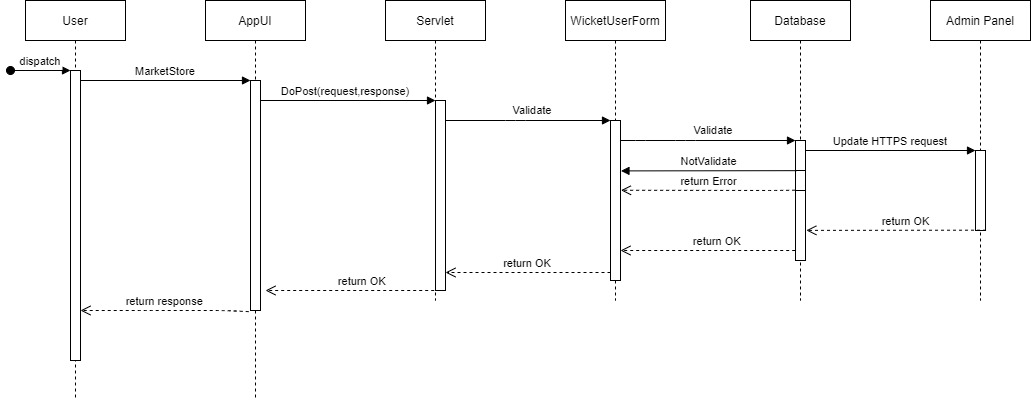 User
AppUI
Servlet
WicketUserForm
Database
Admin Panel
dispatch
MarketStore
DoPost(request,response)
Validate
Validate
Update HTTPS request
NotValidate
return Error
return OK
return OK
return OK
return OK
return response